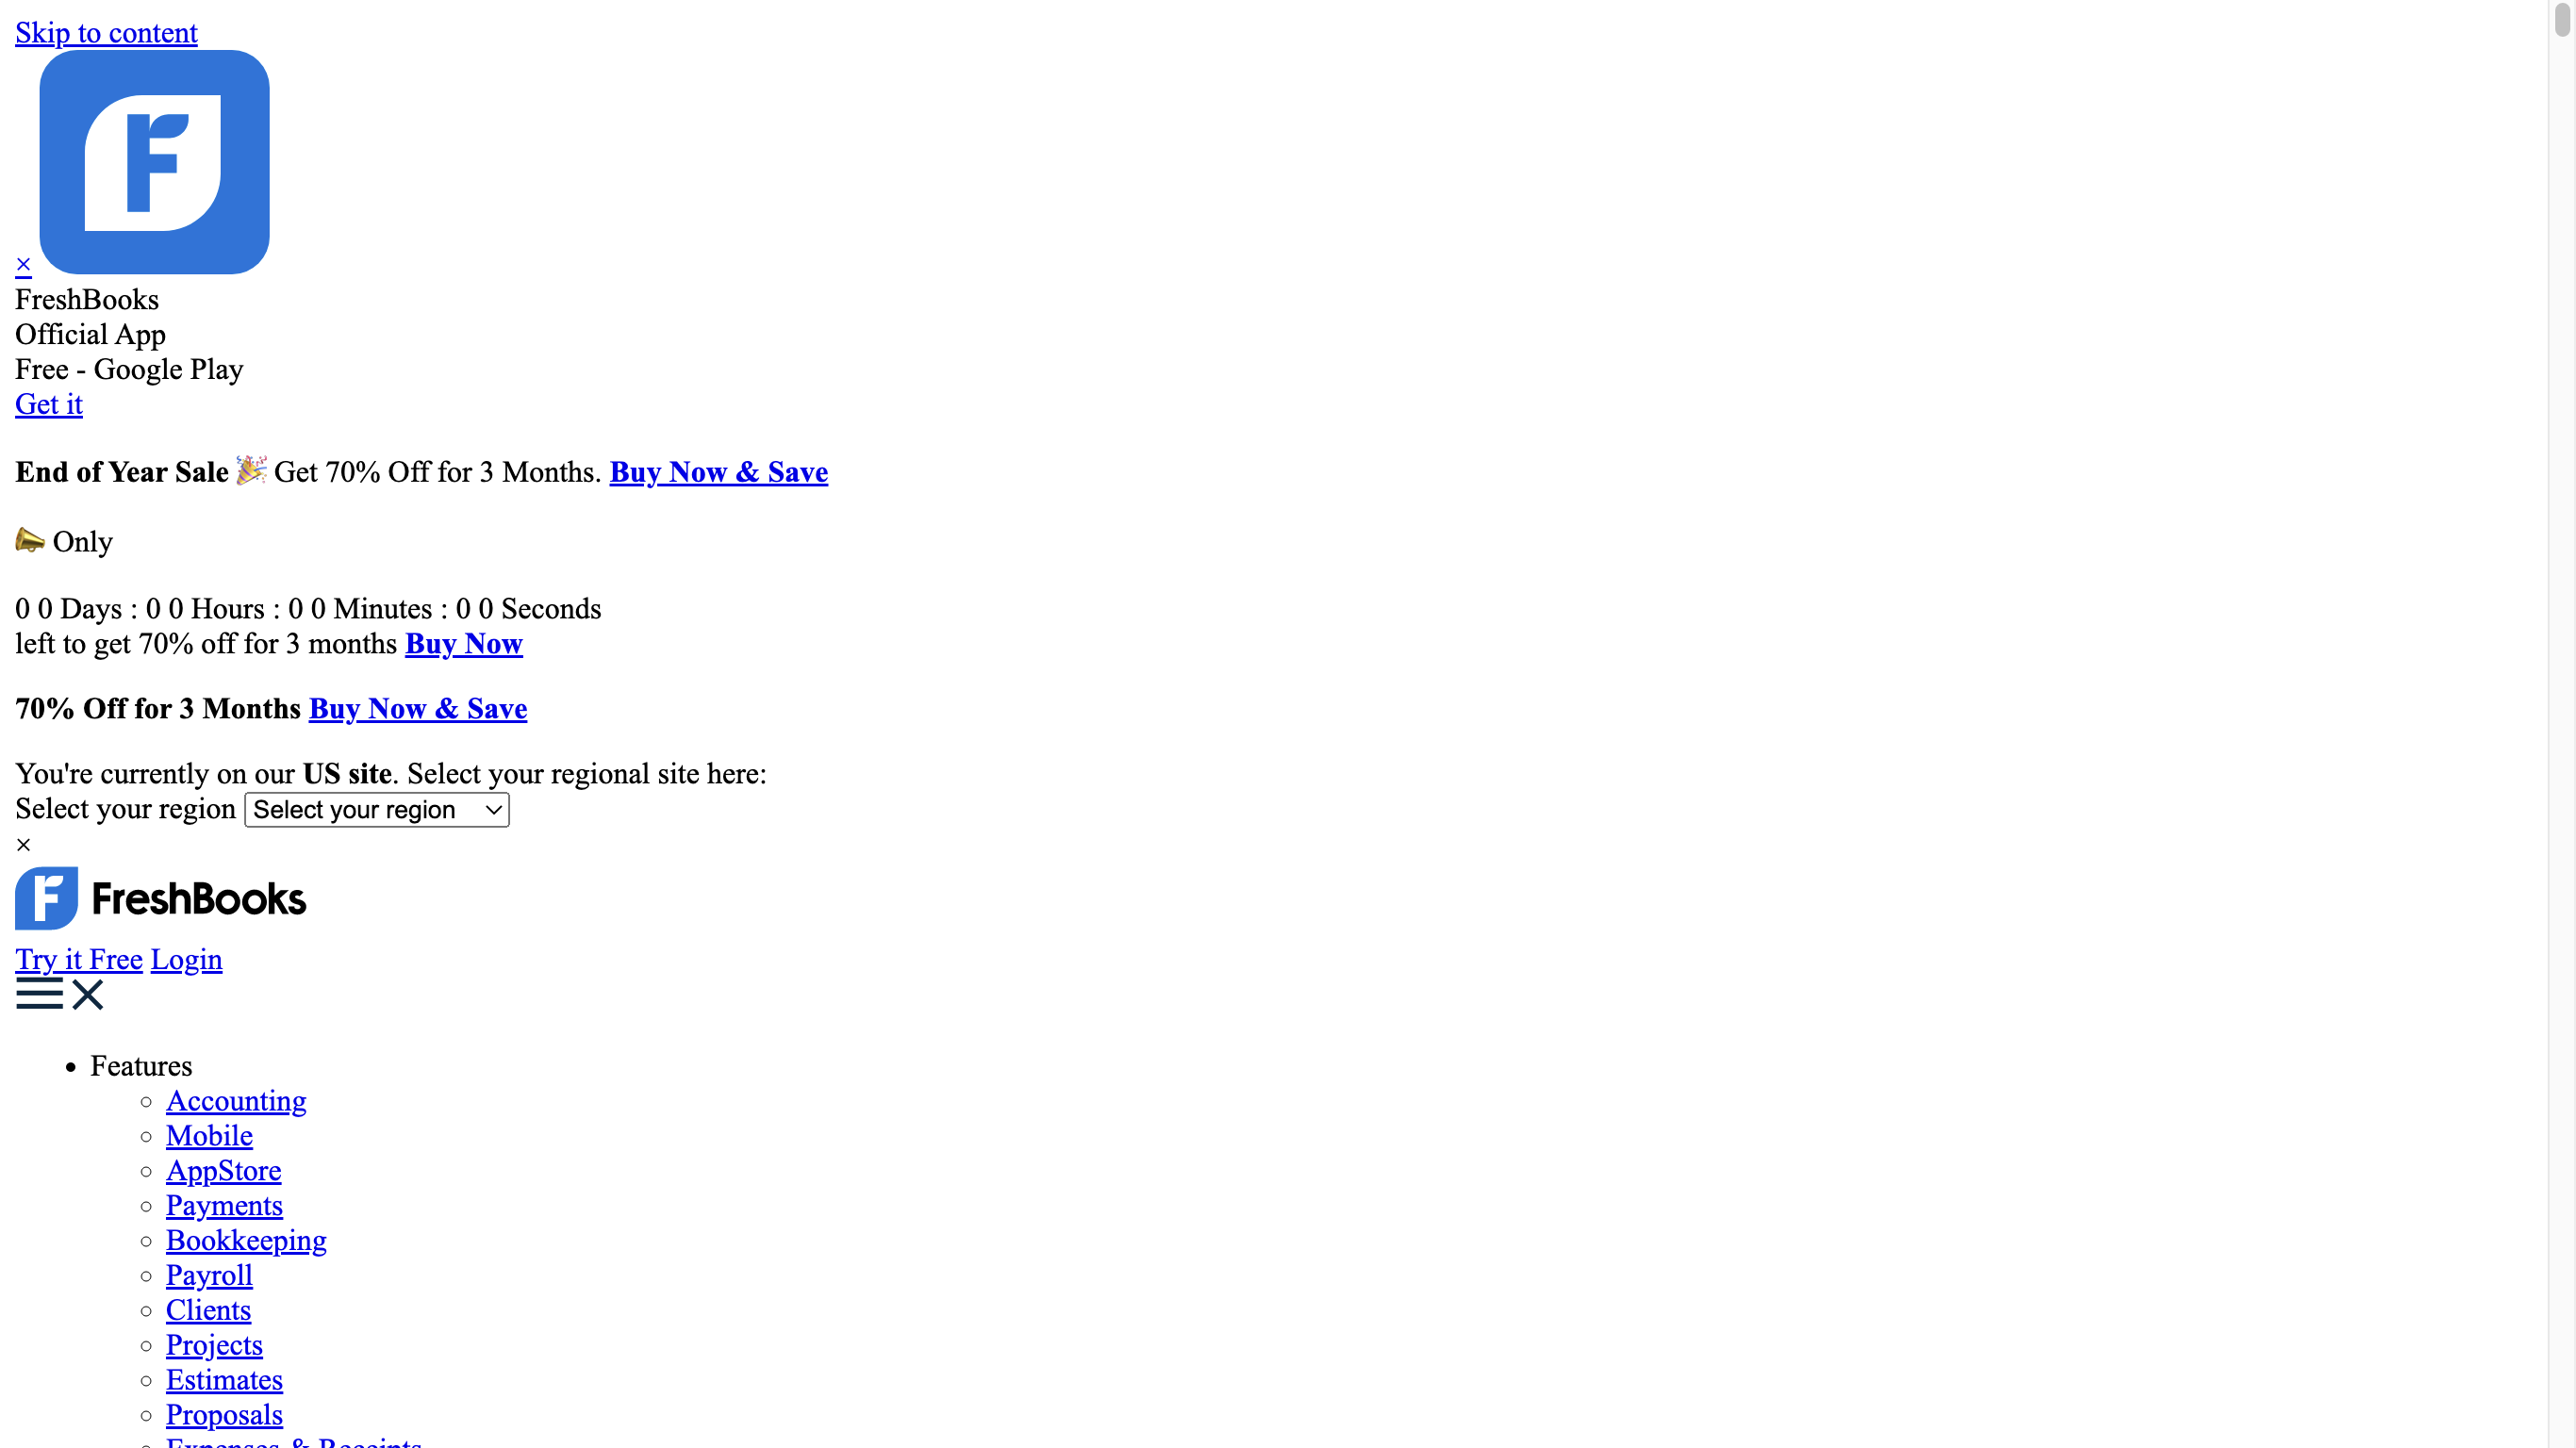 Skip to content
×
FreshBooks
Official App
Free - Google Play
Get it
End of Year Sale 🎉 Get 70% Off for 3 Months. Buy Now & Save
📣 Only
0 0 Days : 0 0 Hours : 0 0 Minutes : 0 0 Seconds
left to get 70% off for 3 months Buy Now
70% Off for 3 Months Buy Now & Save
You're currently on our US site. Select your regional site here:
Select your region Select your region
×
FreshBooks
Try it Free Login
Features
Accounting
Mobile
AppStore
Payments
Bookkeeping
Payroll
Clients
Projects
Estimates
Proposals
Expenses & Receipts